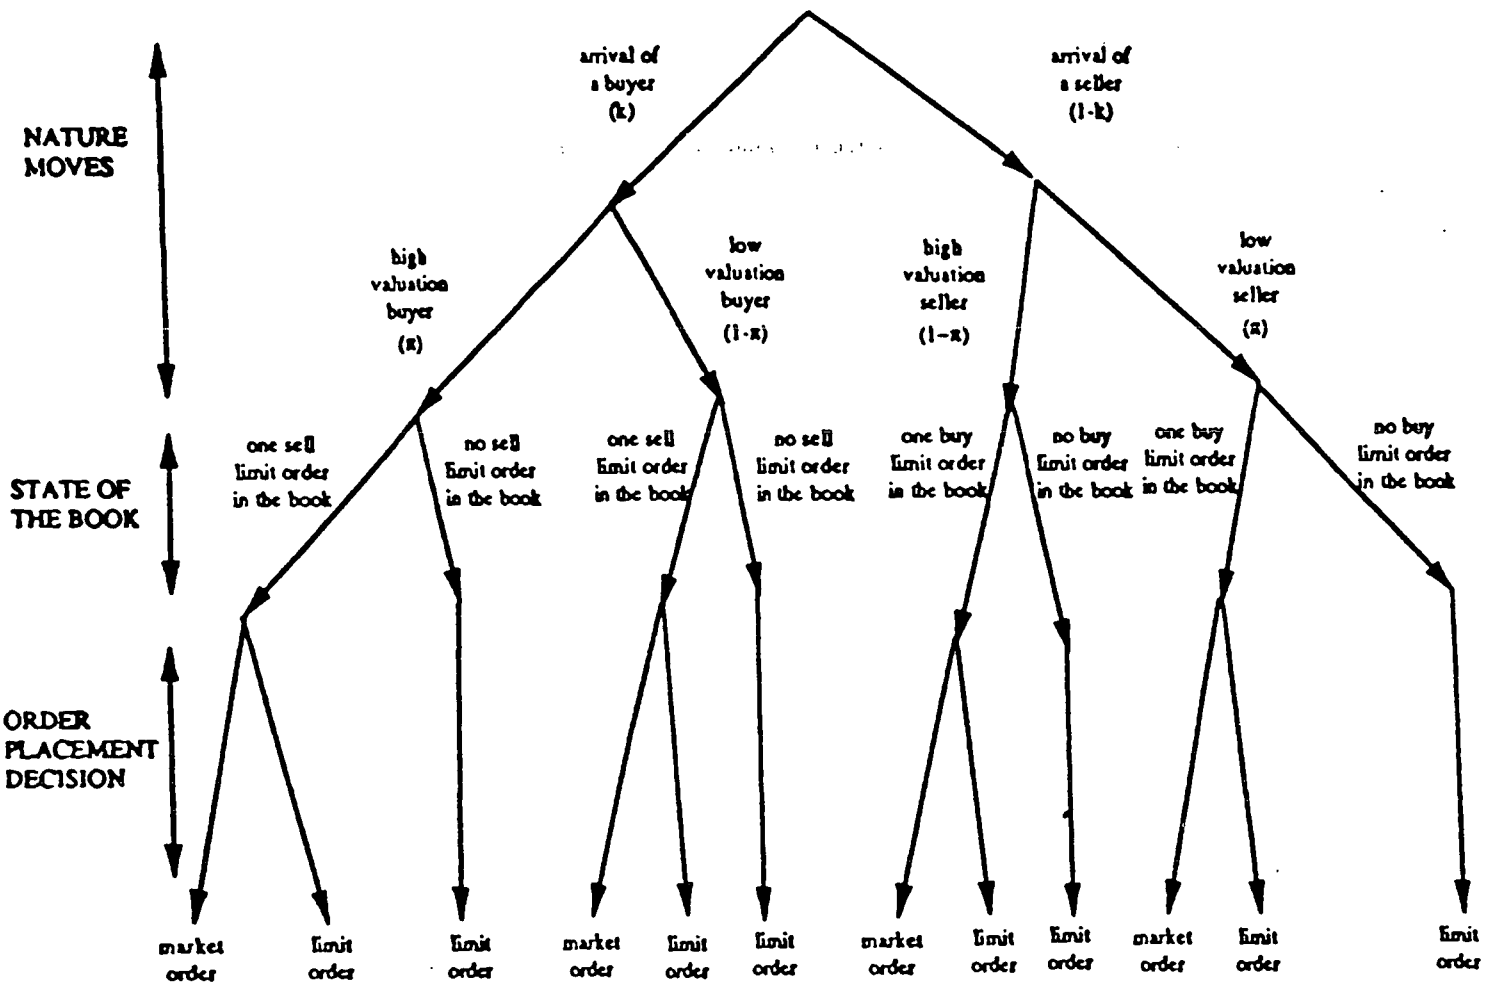 arrival of
a buyer
(k)
arrival of
a seller
(1-k)
NATURE
MOVES
high
valuation
buyer
(π)
low
valuation
buyer
(1-π)
high
valuation
seller
(1-π)
low
valuation
seller
(π)
STATE OF
THE BOOK
one sell
limit order
in the book
no sell
limit order
in the book
one sell
limit order
in the book
no sell
limit order
in the book
one buy
limit order
in the book
no buy
limit order
in the book
one buy
limit order
in the book
no buy
limit order
in the book
ORDER
PLACEMENT
DECISION
market
order
limit
order
limit
order
market
order
limit
order
limit
order
market
order
limit
order
limit
order
market
order
limit
order
limit
order